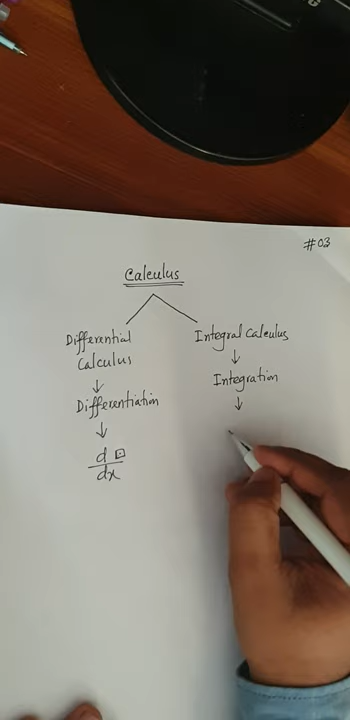 #03
Calculus
Differential
Calculus
↓
Differentiation
↓
d □
dx
Integral Calculus
↓
Integration
↓